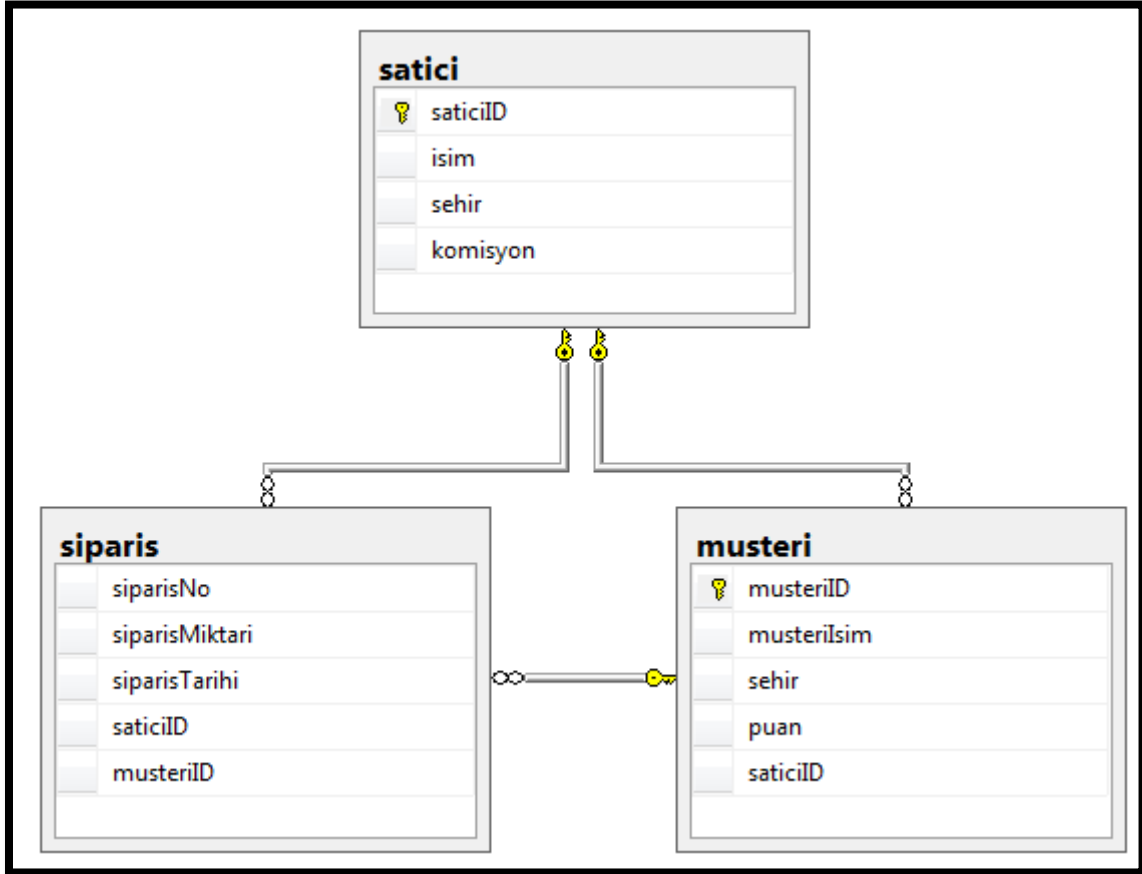 satici
saticiID
isim
sehir
komisyon
siparis
siparisNo
siparisMiktari
siparisTarihi
saticiID
musteriID
musteri
musteriID
musteriIsim
sehir
puan
saticiID